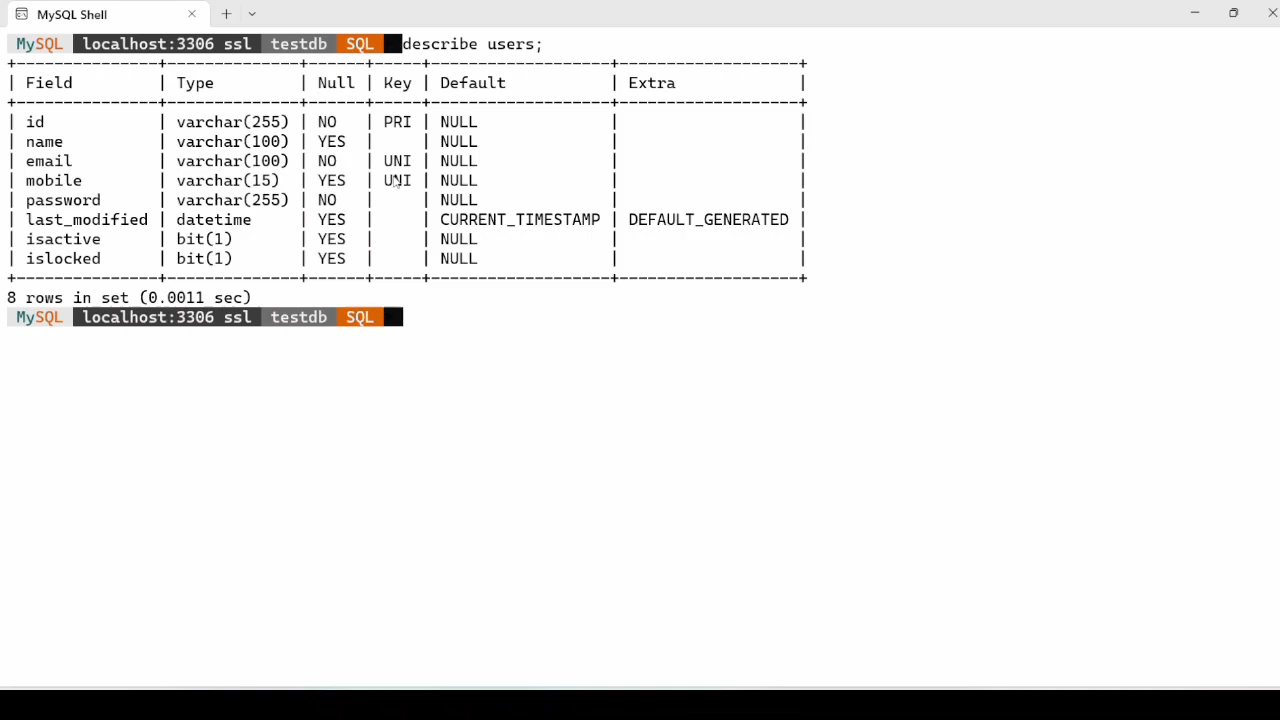 MySQL Shell
MySQL localhost:3306 ssl testdb SQL describe users;
+---------------+--------------+------+-----+-------------------+-------------------+
| Field         | Type         | Null | Key | Default           | Extra             |
+---------------+--------------+------+-----+-------------------+-------------------+
| id            | varchar(255) | NO   | PRI | NULL              |                   |
| name          | varchar(100) | YES  |     | NULL              |                   |
| email         | varchar(100) | NO   | UNI | NULL              |                   |
| mobile        | varchar(15)  | YES  | UNI | NULL              |                   |
| password      | varchar(255) | NO   |     | NULL              |                   |
| last_modified | datetime     | YES  |     | CURRENT_TIMESTAMP | DEFAULT_GENERATED |
| isactive      | bit(1)       | YES  |     | NULL              |                   |
| islocked      | bit(1)       | YES  |     | NULL              |                   |
+---------------+--------------+------+-----+-------------------+-------------------+
8 rows in set (0.0011 sec)
MySQL localhost:3306 ssl testdb SQL